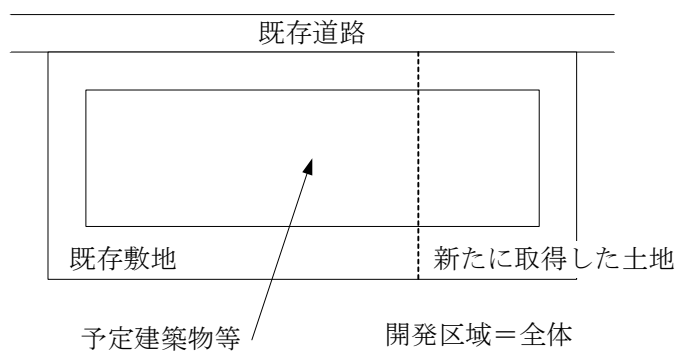 既存道路
既存敷地
新たに取得した土地
予定建築物等
開発区域＝全体